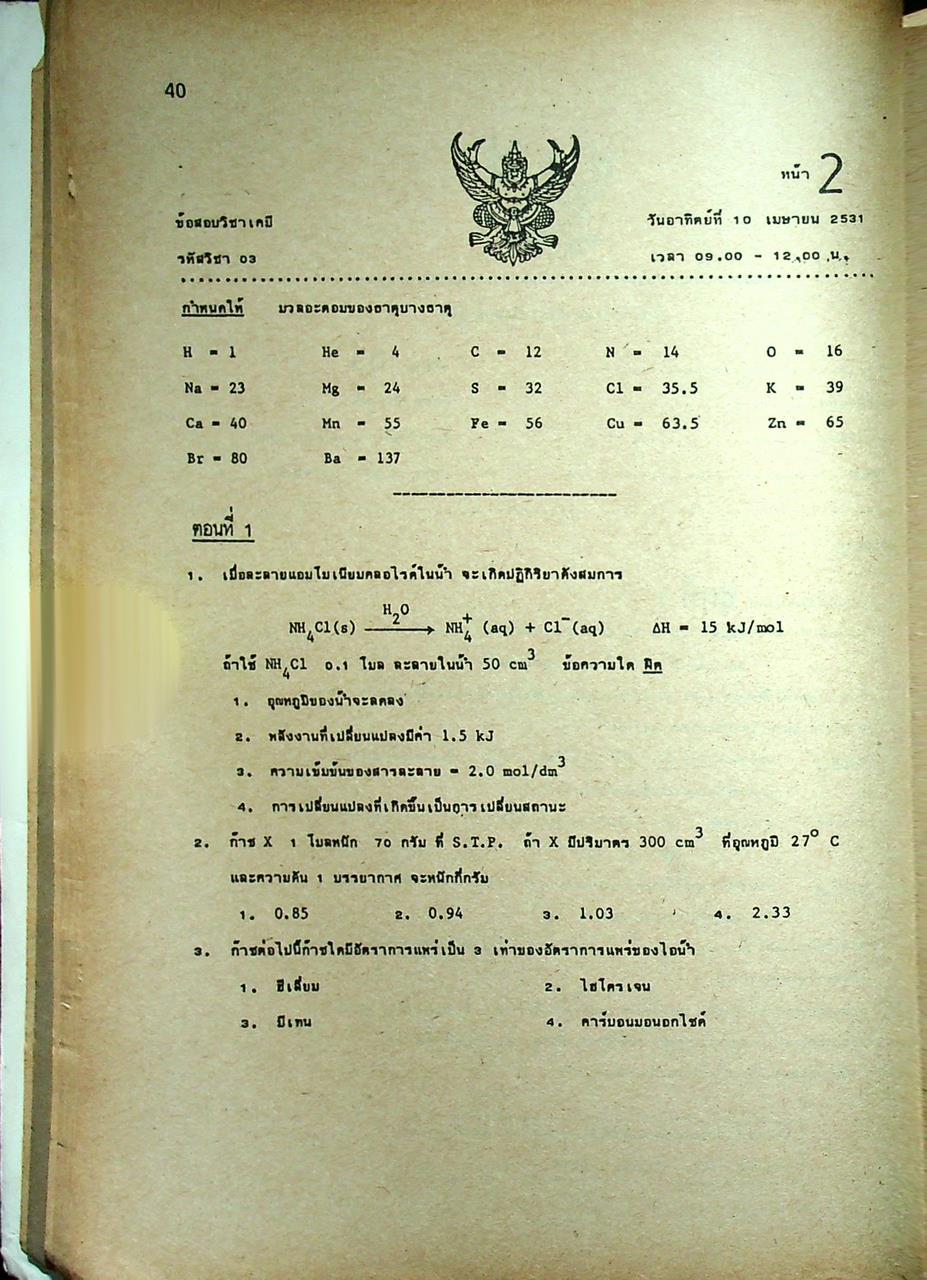 40
หน้า 2
ข้อสอบวิชาเคมี วันอาทิตย์ที่ 10 เมษายน 2531
รหัสวิชา 03 เวลา 09.00 - 12.00 น.
กำหนดให้ มวลอะตอมของธาตุบางธาตุ
H = 1 He = 4 C = 12 N = 14 O = 16
Na = 23 Mg = 24 S = 32 Cl = 35.5 K = 39
Ca = 40 Mn = 55 Fe = 56 Cu = 63.5 Zn = 65
Br = 80 Ba = 137
ตอนที่ 1
1. เมื่อละลายแอมโมเนียมคลอไรด์ในน้ำ จะเกิดปฏิกิริยาดังสมการ
NH₄Cl(s) —H₂O→ NH₄⁺ (aq) + Cl⁻(aq) ΔH = 15 kJ/mol
ถ้าใช้ NH₄Cl 0.1 โมล ละลายในน้ำ 50 cm³ ข้อความใด ผิด
1. อุณหภูมิของน้ำจะลดลง
2. พลังงานที่เปลี่ยนแปลงมีค่า 1.5 kJ
3. ความเข้มข้นของสารละลาย = 2.0 mol/dm³
4. การเปลี่ยนแปลงที่เกิดขึ้นเป็นการเปลี่ยนสถานะ
2. ก๊าซ X 1 โมลหนัก 70 กรัม ที่ S.T.P. ถ้า X มีปริมาตร 300 cm³ ที่อุณหภูมิ 27° C
และความดัน 1 บรรยากาศ จะหนักกี่กรัม
1. 0.85 2. 0.94 3. 1.03 4. 2.33
3. ก๊าซต่อไปนี้ก๊าซใดมีอัตราการแพร่เป็น 3 เท่าของอัตราการแพร่ของไอน้ำ
1. ฮีเลี่ยม 2. ไฮโดรเจน
3. มีเทน 4. คาร์บอนมอนอกไซด์